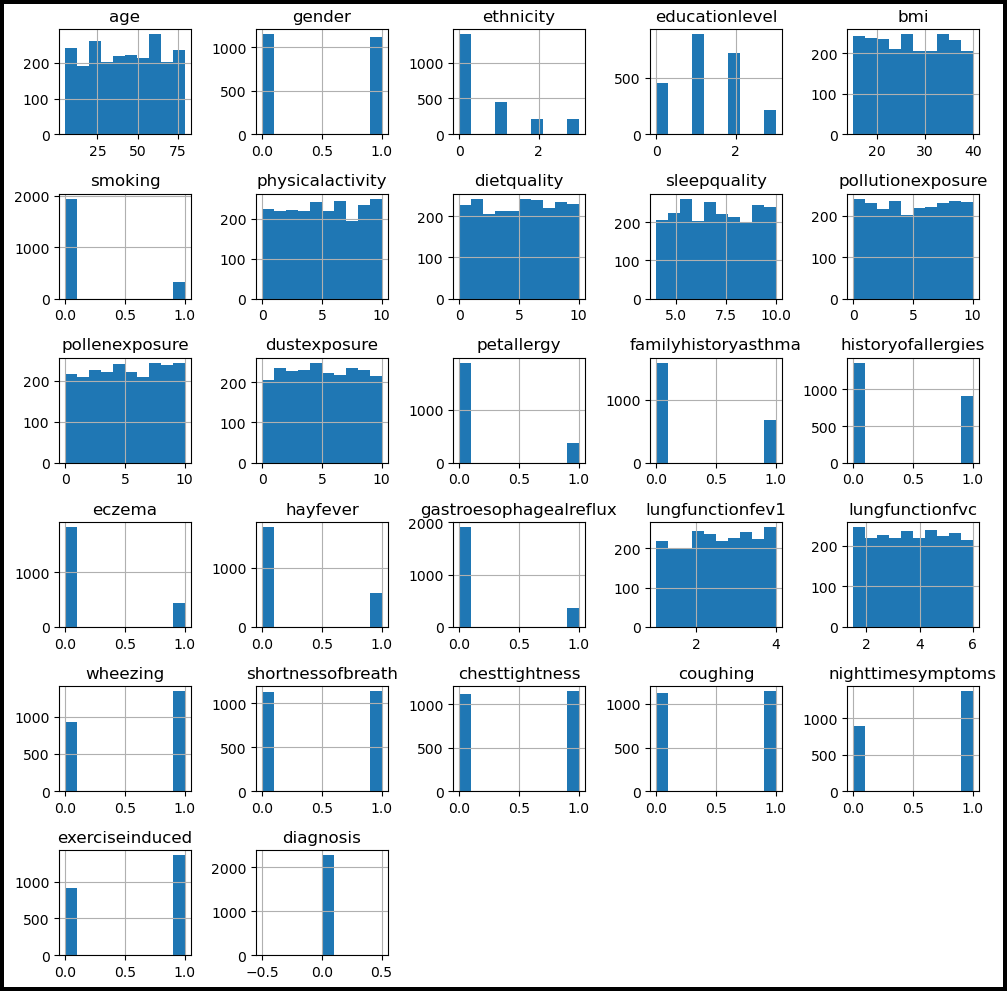 age gender ethnicity educationlevel bmi
200 100 0 25 50 75
1000 500 0 0.0 0.5 1.0
1000 500 0 0 2
500 0 0 2
200 100 0 20 30 40
smoking physicalactivity dietquality sleepquality pollutionexposure
2000 1000 0 0.0 0.5 1.0
200 100 0 0 5 10
200 100 0 0 5 10
200 100 0 5.0 7.5 10.0
200 100 0 0 5 10
pollenexposure dustexposure petallergy familyhistoryasthma historyofallergies
200 100 0 0 5 10
200 100 0 0 5 10
1000 0 0.0 0.5 1.0
1000 0 0.0 0.5 1.0
1000 500 0 0.0 0.5 1.0
eczema hayfever gastroesophagealreflux lungfunctionfev1 lungfunctionfvc
1000 0 0.0 0.5 1.0
1000 0 0.0 0.5 1.0
2000 1500 1000 500 0 0.0 0.5 1.0
200 100 0 2 4
200 100 0 2 4 6
wheezing shortnessofbreath chesttightness coughing nighttimesymptoms
1000 500 0 0.0 0.5 1.0
1000 500 0 0.0 0.5 1.0
1000 500 0 0.0 0.5 1.0
1000 500 0 0.0 0.5 1.0
1000 500 0 0.0 0.5 1.0
exerciseinduced diagnosis
1000 500 0 0.0 0.5 1.0
2000 1000 0 −0.5 0.0 0.5